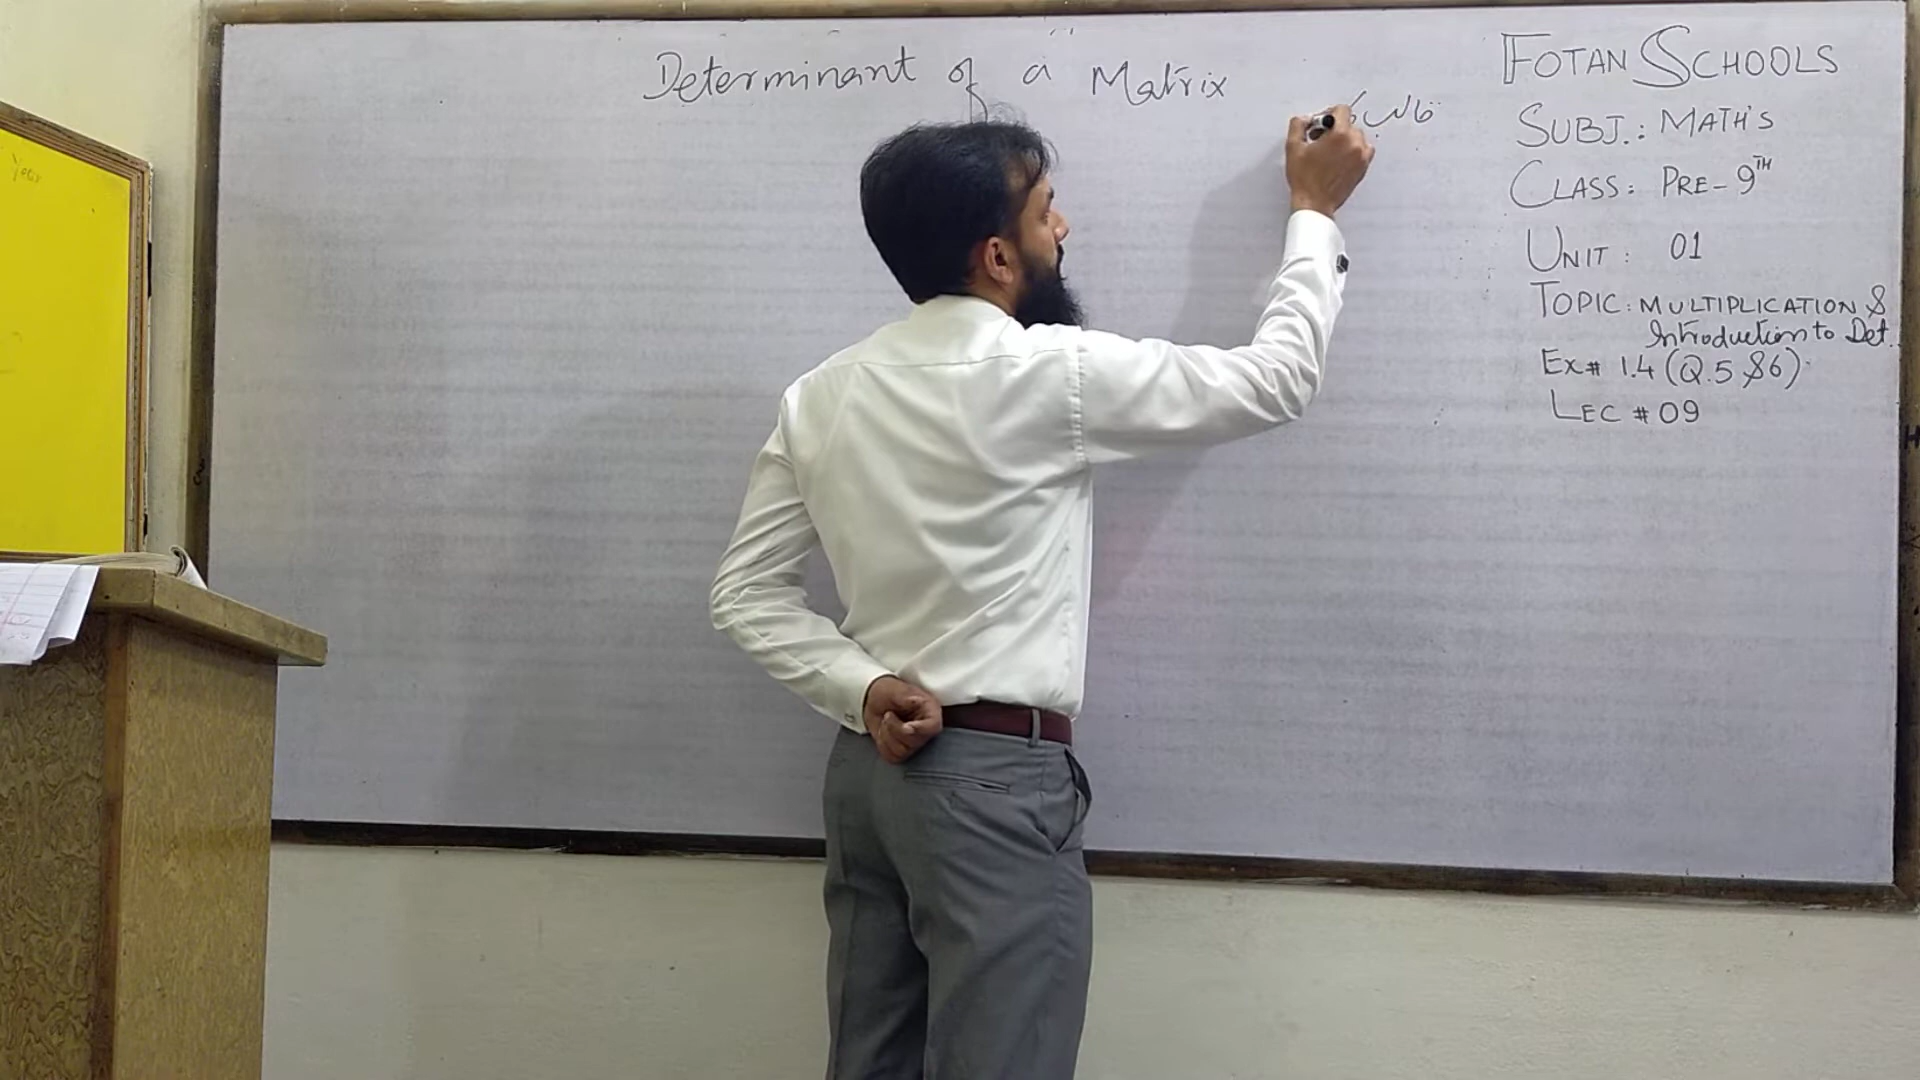 Determinant of a Matrix
FOTAN SCHOOLS
SUBJ.: MATH'S
CLASS: PRE-9TH
UNIT: 01
TOPIC: MULTIPLICATION &
Introduction to Det.
EX# 1.4 (Q.5 & 6)
LEC # 09
Year